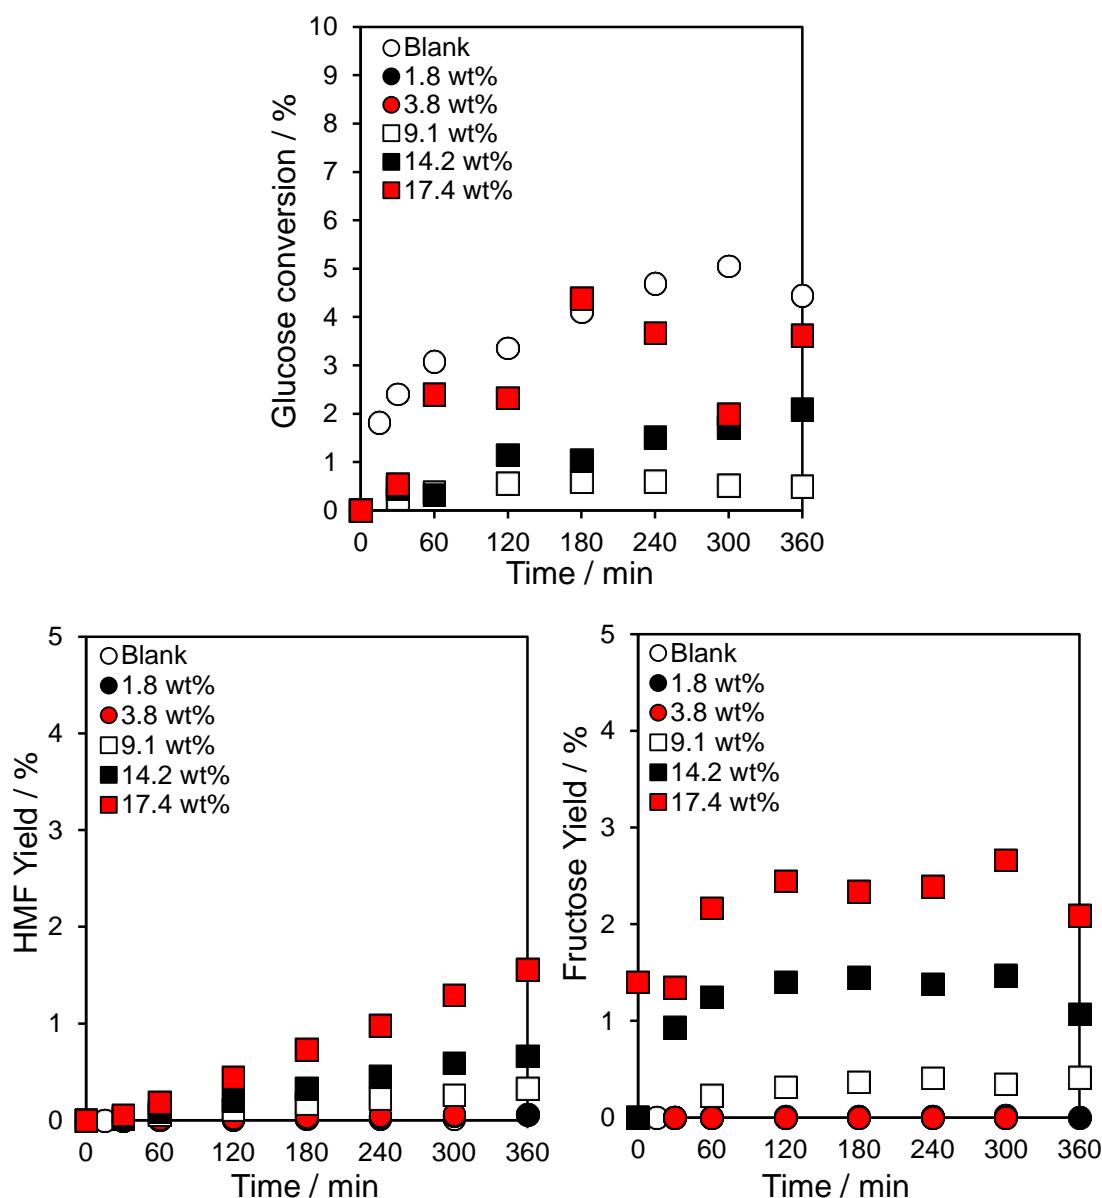 10
9
8
7
6
5
4
3
2
1
0
Glucose conversion / %
Blank
1.8 wt%
3.8 wt%
9.1 wt%
14.2 wt%
17.4 wt%
0 60 120 180 240 300 360
Time / min
5
4
3
2
1
0
HMF Yield / %
Blank
1.8 wt%
3.8 wt%
9.1 wt%
14.2 wt%
17.4 wt%
0 60 120 180 240 300 360
Time / min
5
4
3
2
1
0
Fructose Yield / %
Blank
1.8 wt%
3.8 wt%
9.1 wt%
14.2 wt%
17.4 wt%
0 60 120 180 240 300 360
Time / min